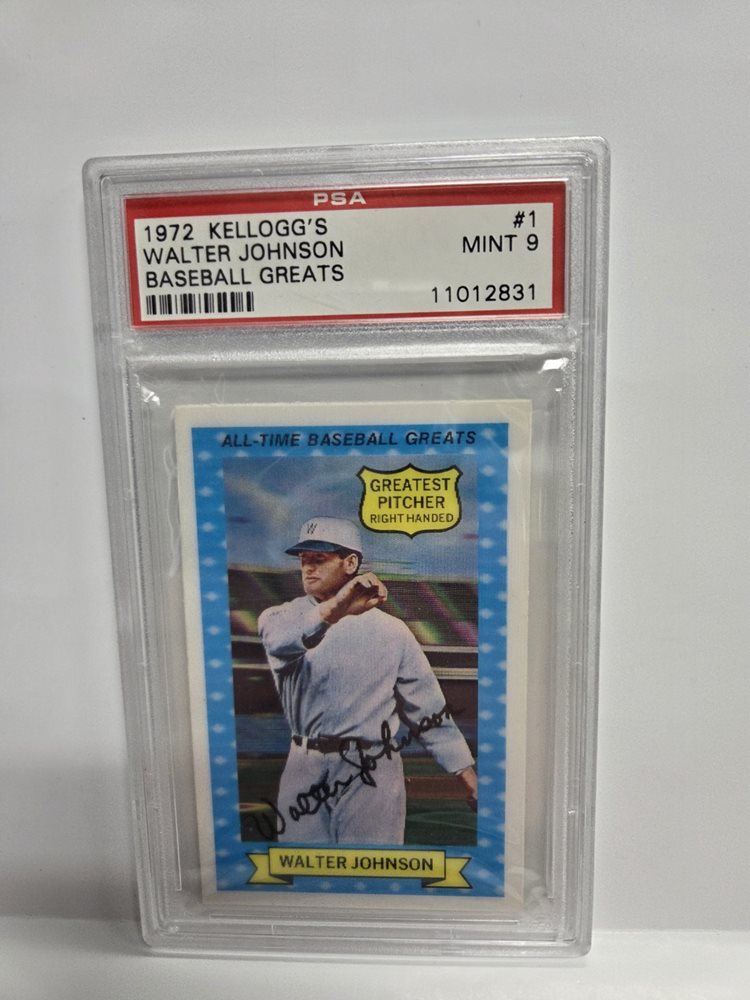 PSA
1972 KELLOGG'S #1
WALTER JOHNSON MINT 9
BASEBALL GREATS
11012831
ALL-TIME BASEBALL GREATS
GREATEST
PITCHER
RIGHT HANDED
W
Walter Johnson
WALTER JOHNSON